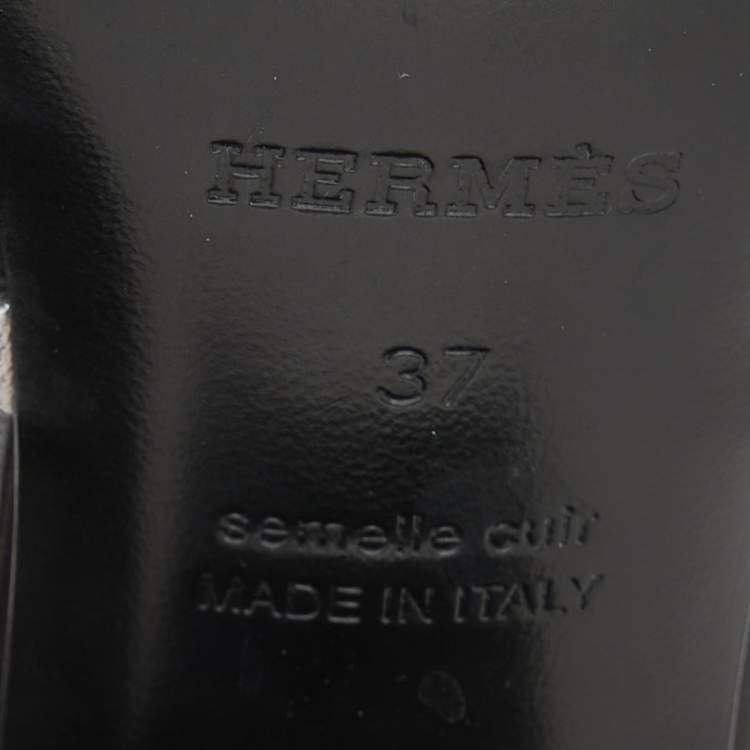 HERMÈS
37
semelle cuir
MADE IN ITALY